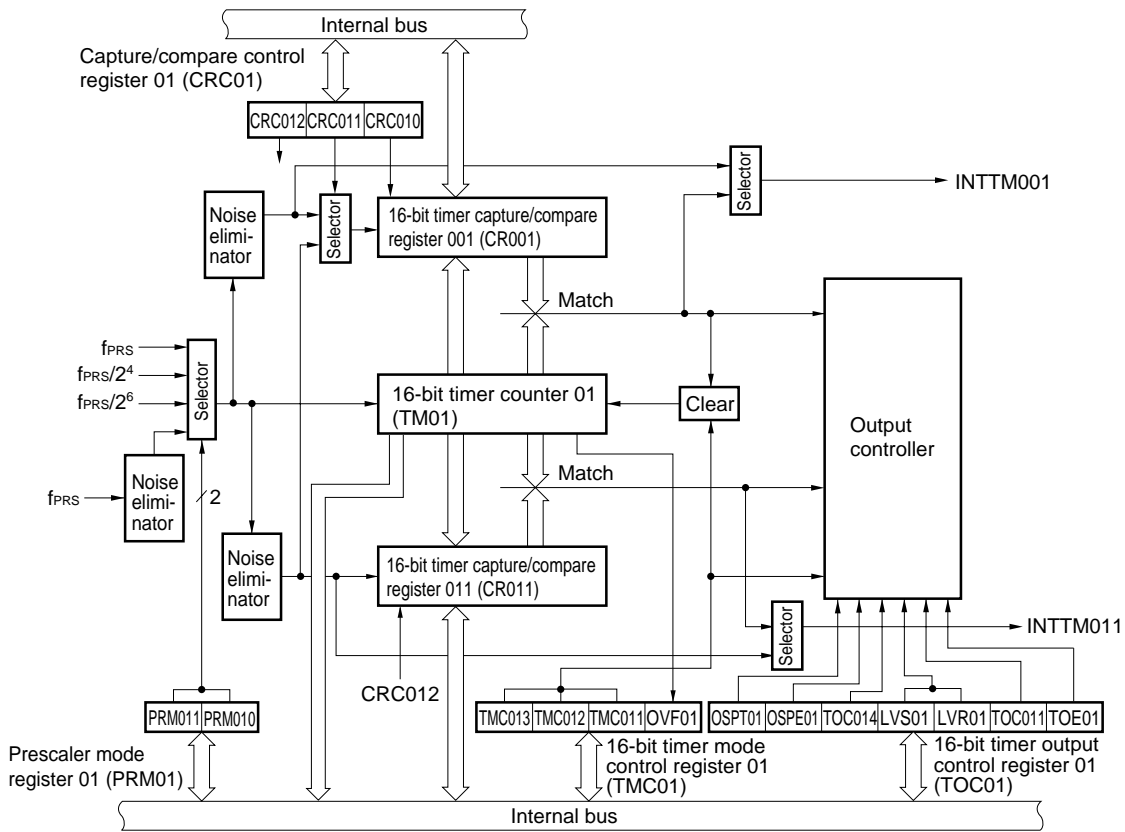 Internal bus
Capture/compare control
register 01 (CRC01)
CRC012 CRC011 CRC010
Selector
INTTM001
Noise
elimi-
nator
Selector
16-bit timer capture/compare
register 001 (CR001)
Match
fPRS
fPRS/2⁴
fPRS/2⁶
Selector
16-bit timer counter 01
(TM01)
Clear
Output
controller
fPRS
Noise
elimi-
nator
2
Match
Noise
elimi-
nator
16-bit timer capture/compare
register 011 (CR011)
Selector
INTTM011
CRC012
PRM011 PRM010
TMC013 TMC012 TMC011 OVF01
OSPT01 OSPE01 TOC014 LVS01 LVR01 TOC011 TOE01
Prescaler mode
register 01 (PRM01)
16-bit timer mode
control register 01
(TMC01)
16-bit timer output
control register 01
(TOC01)
Internal bus